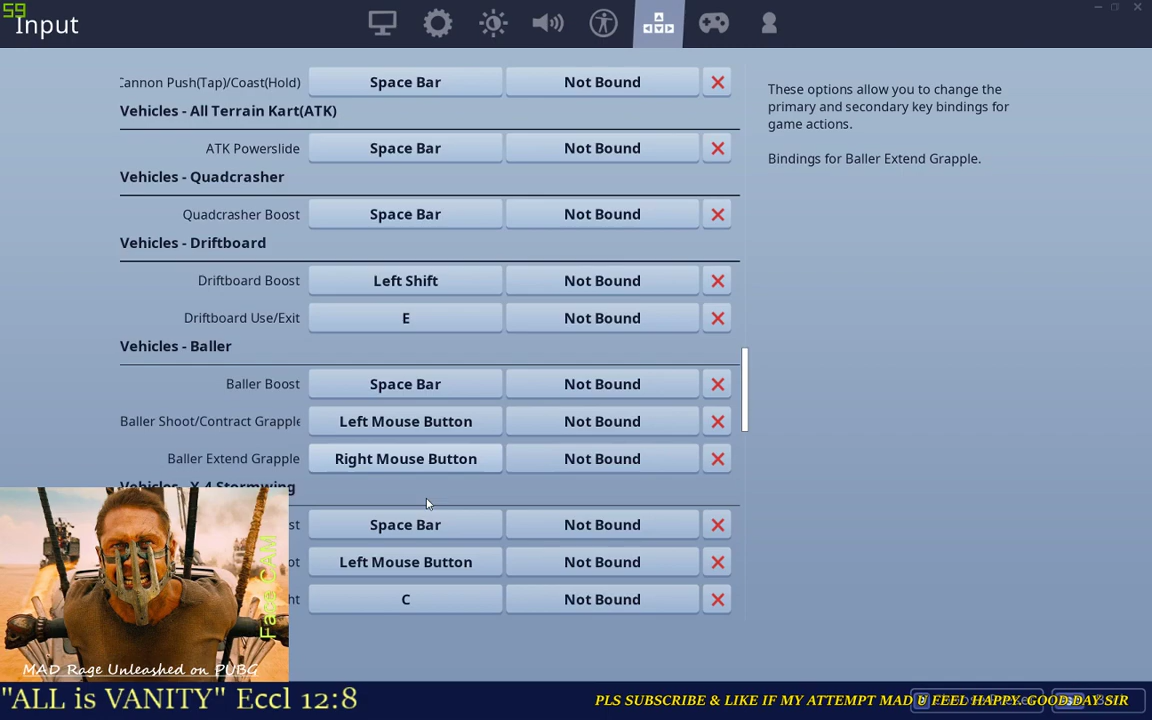 59
Input
Cannon Push(Tap)/Coast(Hold) Space Bar Not Bound
Vehicles - All Terrain Kart(ATK)
ATK Powerslide Space Bar Not Bound
Vehicles - Quadcrasher
Quadcrasher Boost Space Bar Not Bound
Vehicles - Driftboard
Driftboard Boost Left Shift Not Bound
Driftboard Use/Exit E Not Bound
Vehicles - Baller
Baller Boost Space Bar Not Bound
Baller Shoot/Contract Grapple Left Mouse Button Not Bound
Baller Extend Grapple Right Mouse Button Not Bound
Vehicles - X-4 Stormwing
Space Bar Not Bound
Left Mouse Button Not Bound
C Not Bound
These options allow you to change the
primary and secondary key bindings for
game actions.
Bindings for Baller Extend Grapple.
Face CAM
MAD Rage Unleashed on PUBG
"ALL is VANITY" Eccl 12:8
PLS SUBSCRIBE & LIKE IF MY ATTEMPT MAD U FEEL HAPPY. GOODDAY SIR